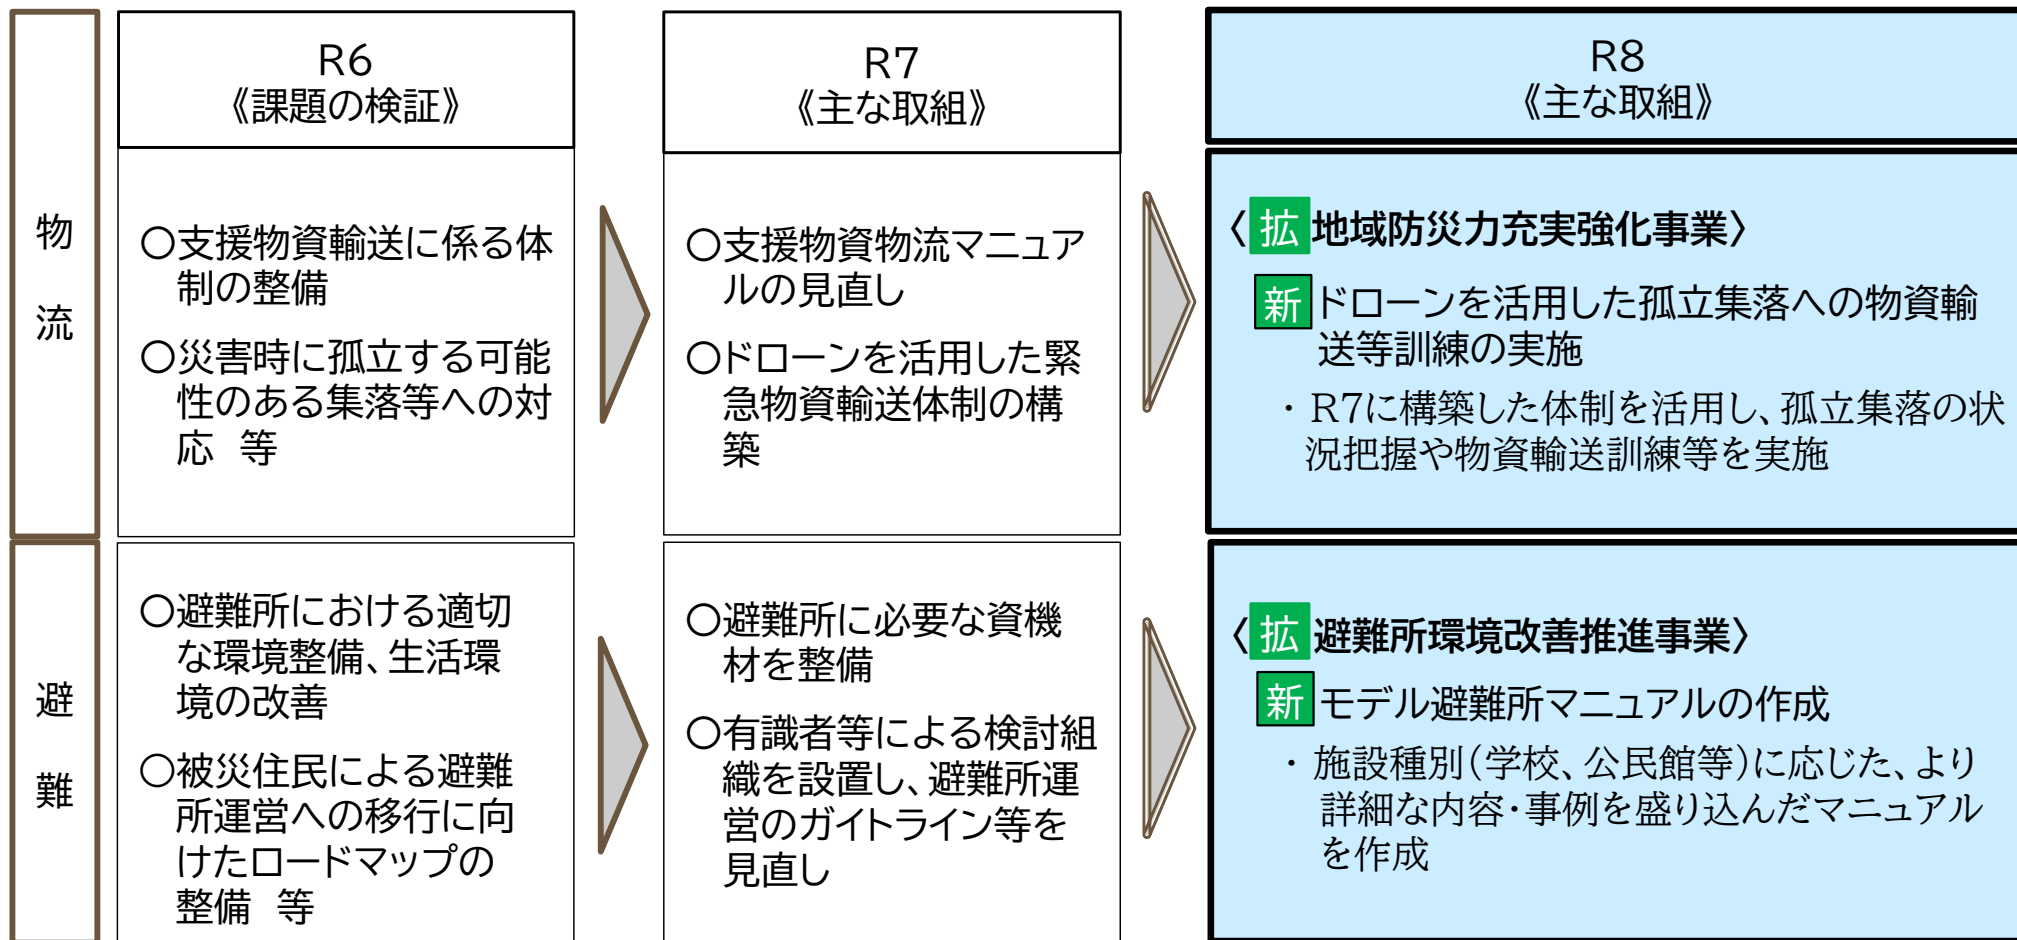 R6
《課題の検証》
R7
《主な取組》
R8
《主な取組》
物
流
〇支援物資輸送に係る体
制の整備
〇災害時に孤立する可能
性のある集落等への対
応　等
〇支援物資物流マニュア
ルの見直し
〇ドローンを活用した緊
急物資輸送体制の構
築
〈拡 地域防災力充実強化事業〉
新 ドローンを活用した孤立集落への物資輸
送等訓練の実施
・R7に構築した体制を活用し、孤立集落の状
況把握や物資輸送訓練等を実施
避
難
〇避難所における適切
な環境整備、生活環
境の改善
〇被災住民による避難
所運営への移行に向
けたロードマップの
整備　等
〇避難所に必要な資機
材を整備
〇有識者等による検討組
織を設置し、避難所運
営のガイトライン等を
見直し
〈拡 避難所環境改善推進事業〉
新 モデル避難所マニュアルの作成
・施設種別(学校、公民館等)に応じた、より
詳細な内容・事例を盛り込んだマニュアル
を作成